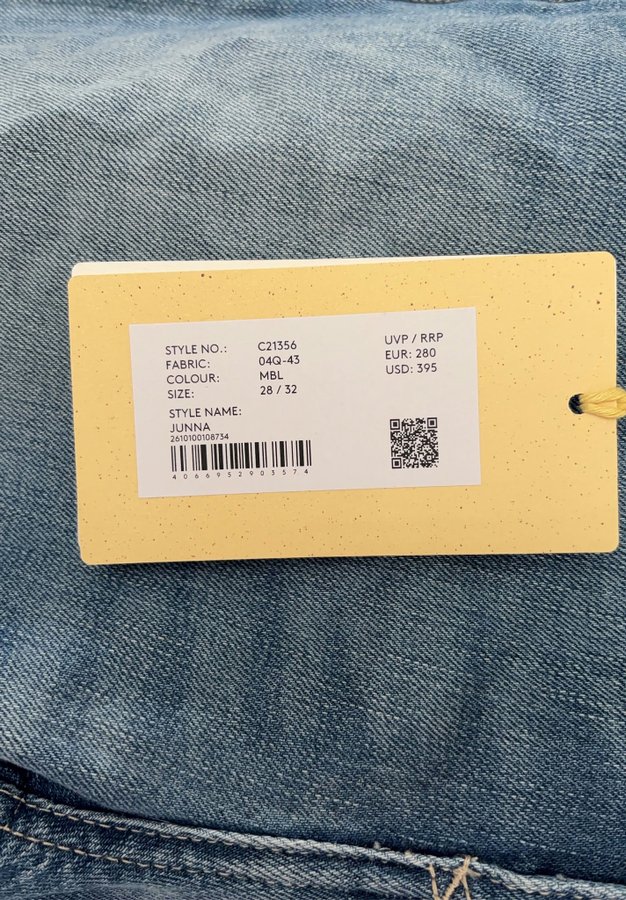 STYLE NO.: C21356
FABRIC: 04Q-43
COLOUR: MBL
SIZE: 28 / 32
STYLE NAME:
JUNNA
2610100108734
4066952903574
UVP / RRP
EUR: 280
USD: 395